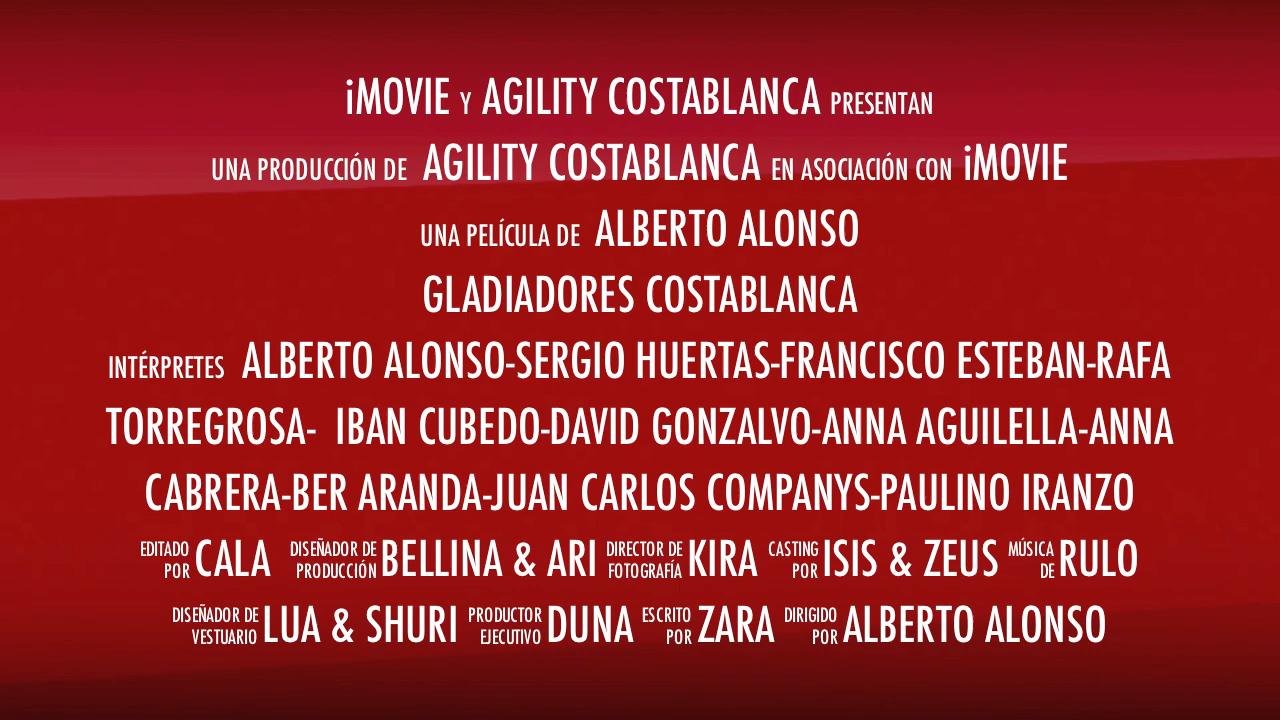 iMOVIE Y AGILITY COSTABLANCA PRESENTAN
UNA PRODUCCIÓN DE AGILITY COSTABLANCA EN ASOCIACIÓN CON iMOVIE
UNA PELÍCULA DE ALBERTO ALONSO
GLADIADORES COSTABLANCA
INTÉRPRETES ALBERTO ALONSO-SERGIO HUERTAS-FRANCISCO ESTEBAN-RAFA
TORREGROSA- IBAN CUBEDO-DAVID GONZALVO-ANNA AGUILELLA-ANNA
CABRERA-BER ARANDA-JUAN CARLOS COMPANYS-PAULINO IRANZO
EDITADO POR CALA DISEÑADOR DE PRODUCCIÓN BELLINA & ARI DIRECTOR DE FOTOGRAFÍA KIRA CASTING POR ISIS & ZEUS MÚSICA DE RULO
DISEÑADOR DE VESTUARIO LUA & SHURI PRODUCTOR EJECUTIVO DUNA ESCRITO POR ZARA DIRIGIDO POR ALBERTO ALONSO